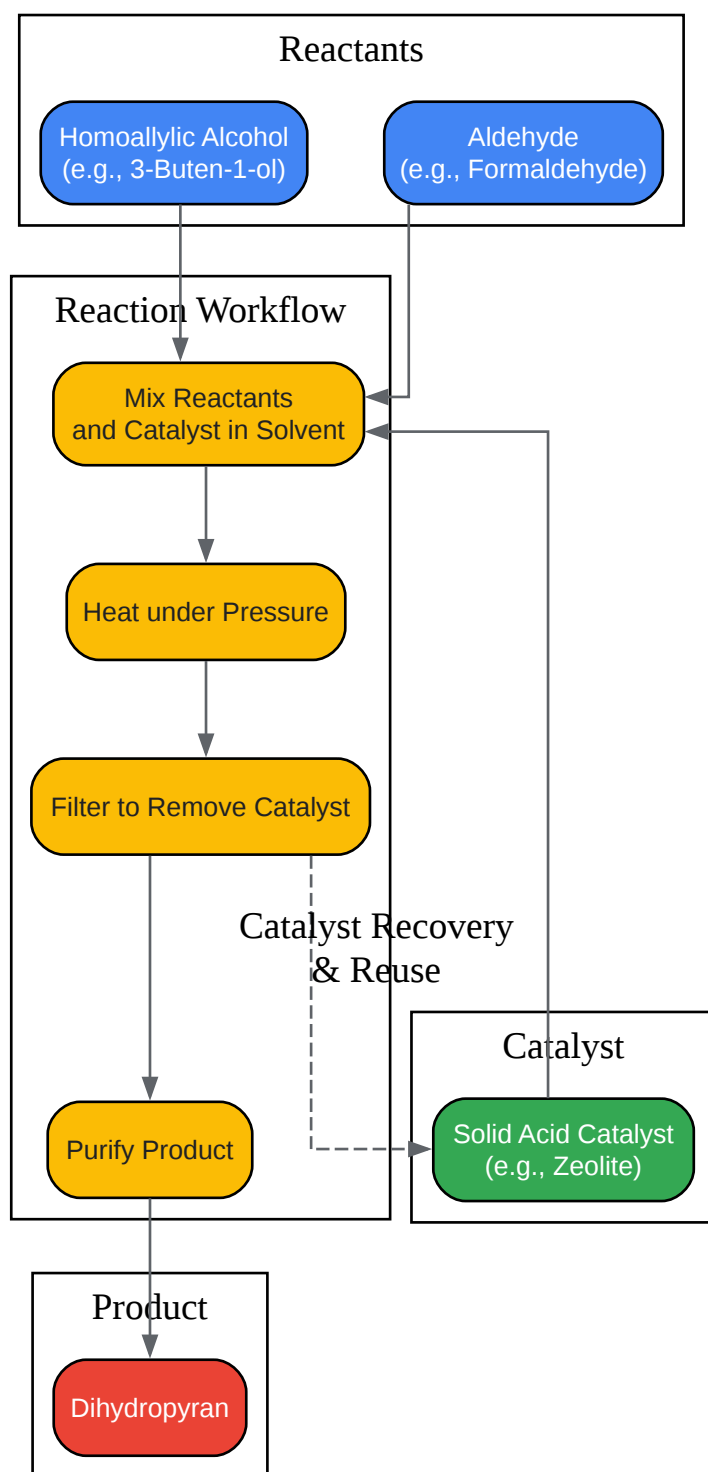 Reactants
Homoallylic Alcohol
(e.g., 3-Buten-1-ol)
Aldehyde
(e.g., Formaldehyde)
Reaction Workflow
Mix Reactants
and Catalyst in Solvent
Heat under Pressure
Filter to Remove Catalyst
Catalyst Recovery
& Reuse
Catalyst
Solid Acid Catalyst
(e.g., Zeolite)
Purify Product
Product
Dihydropyran